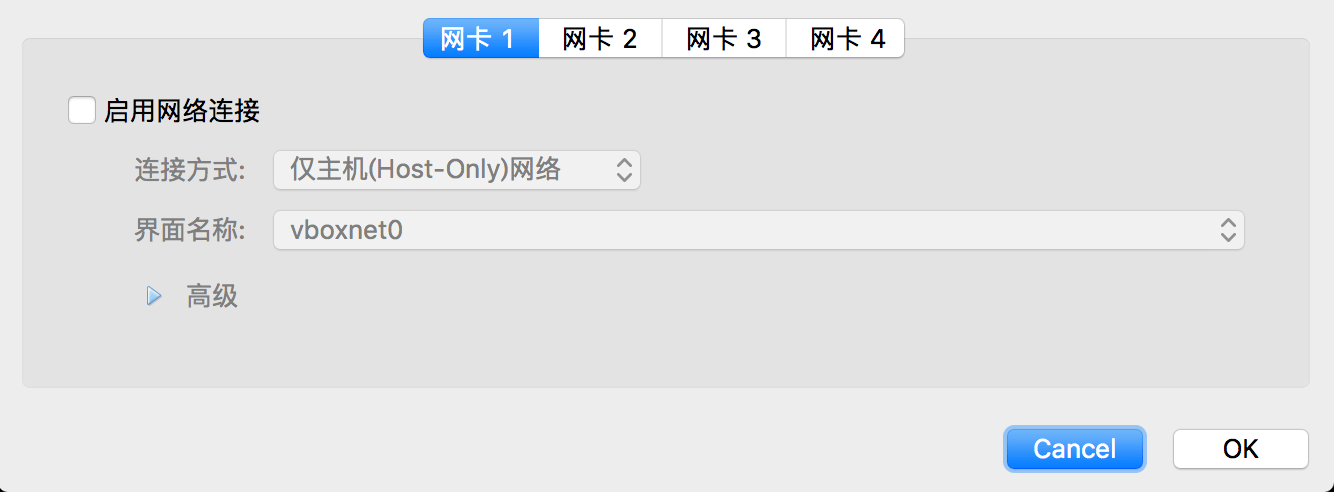 网卡 1 网卡 2 网卡 3 网卡 4
启用网络连接
连接方式: 仅主机(Host-Only)网络
界面名称: vboxnet0
高级
Cancel OK